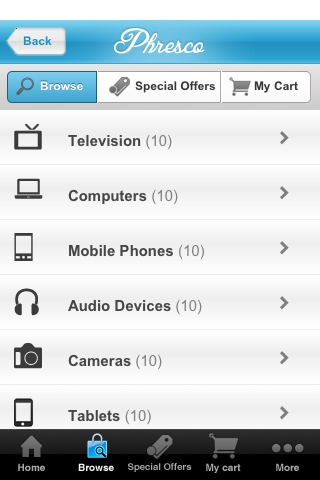 Back
Phresco
Browse
Special Offers
My Cart
Television (10)
Computers (10)
Mobile Phones (10)
Audio Devices (10)
Cameras (10)
Tablets (10)
Home
Browse
Special Offers
My cart
More